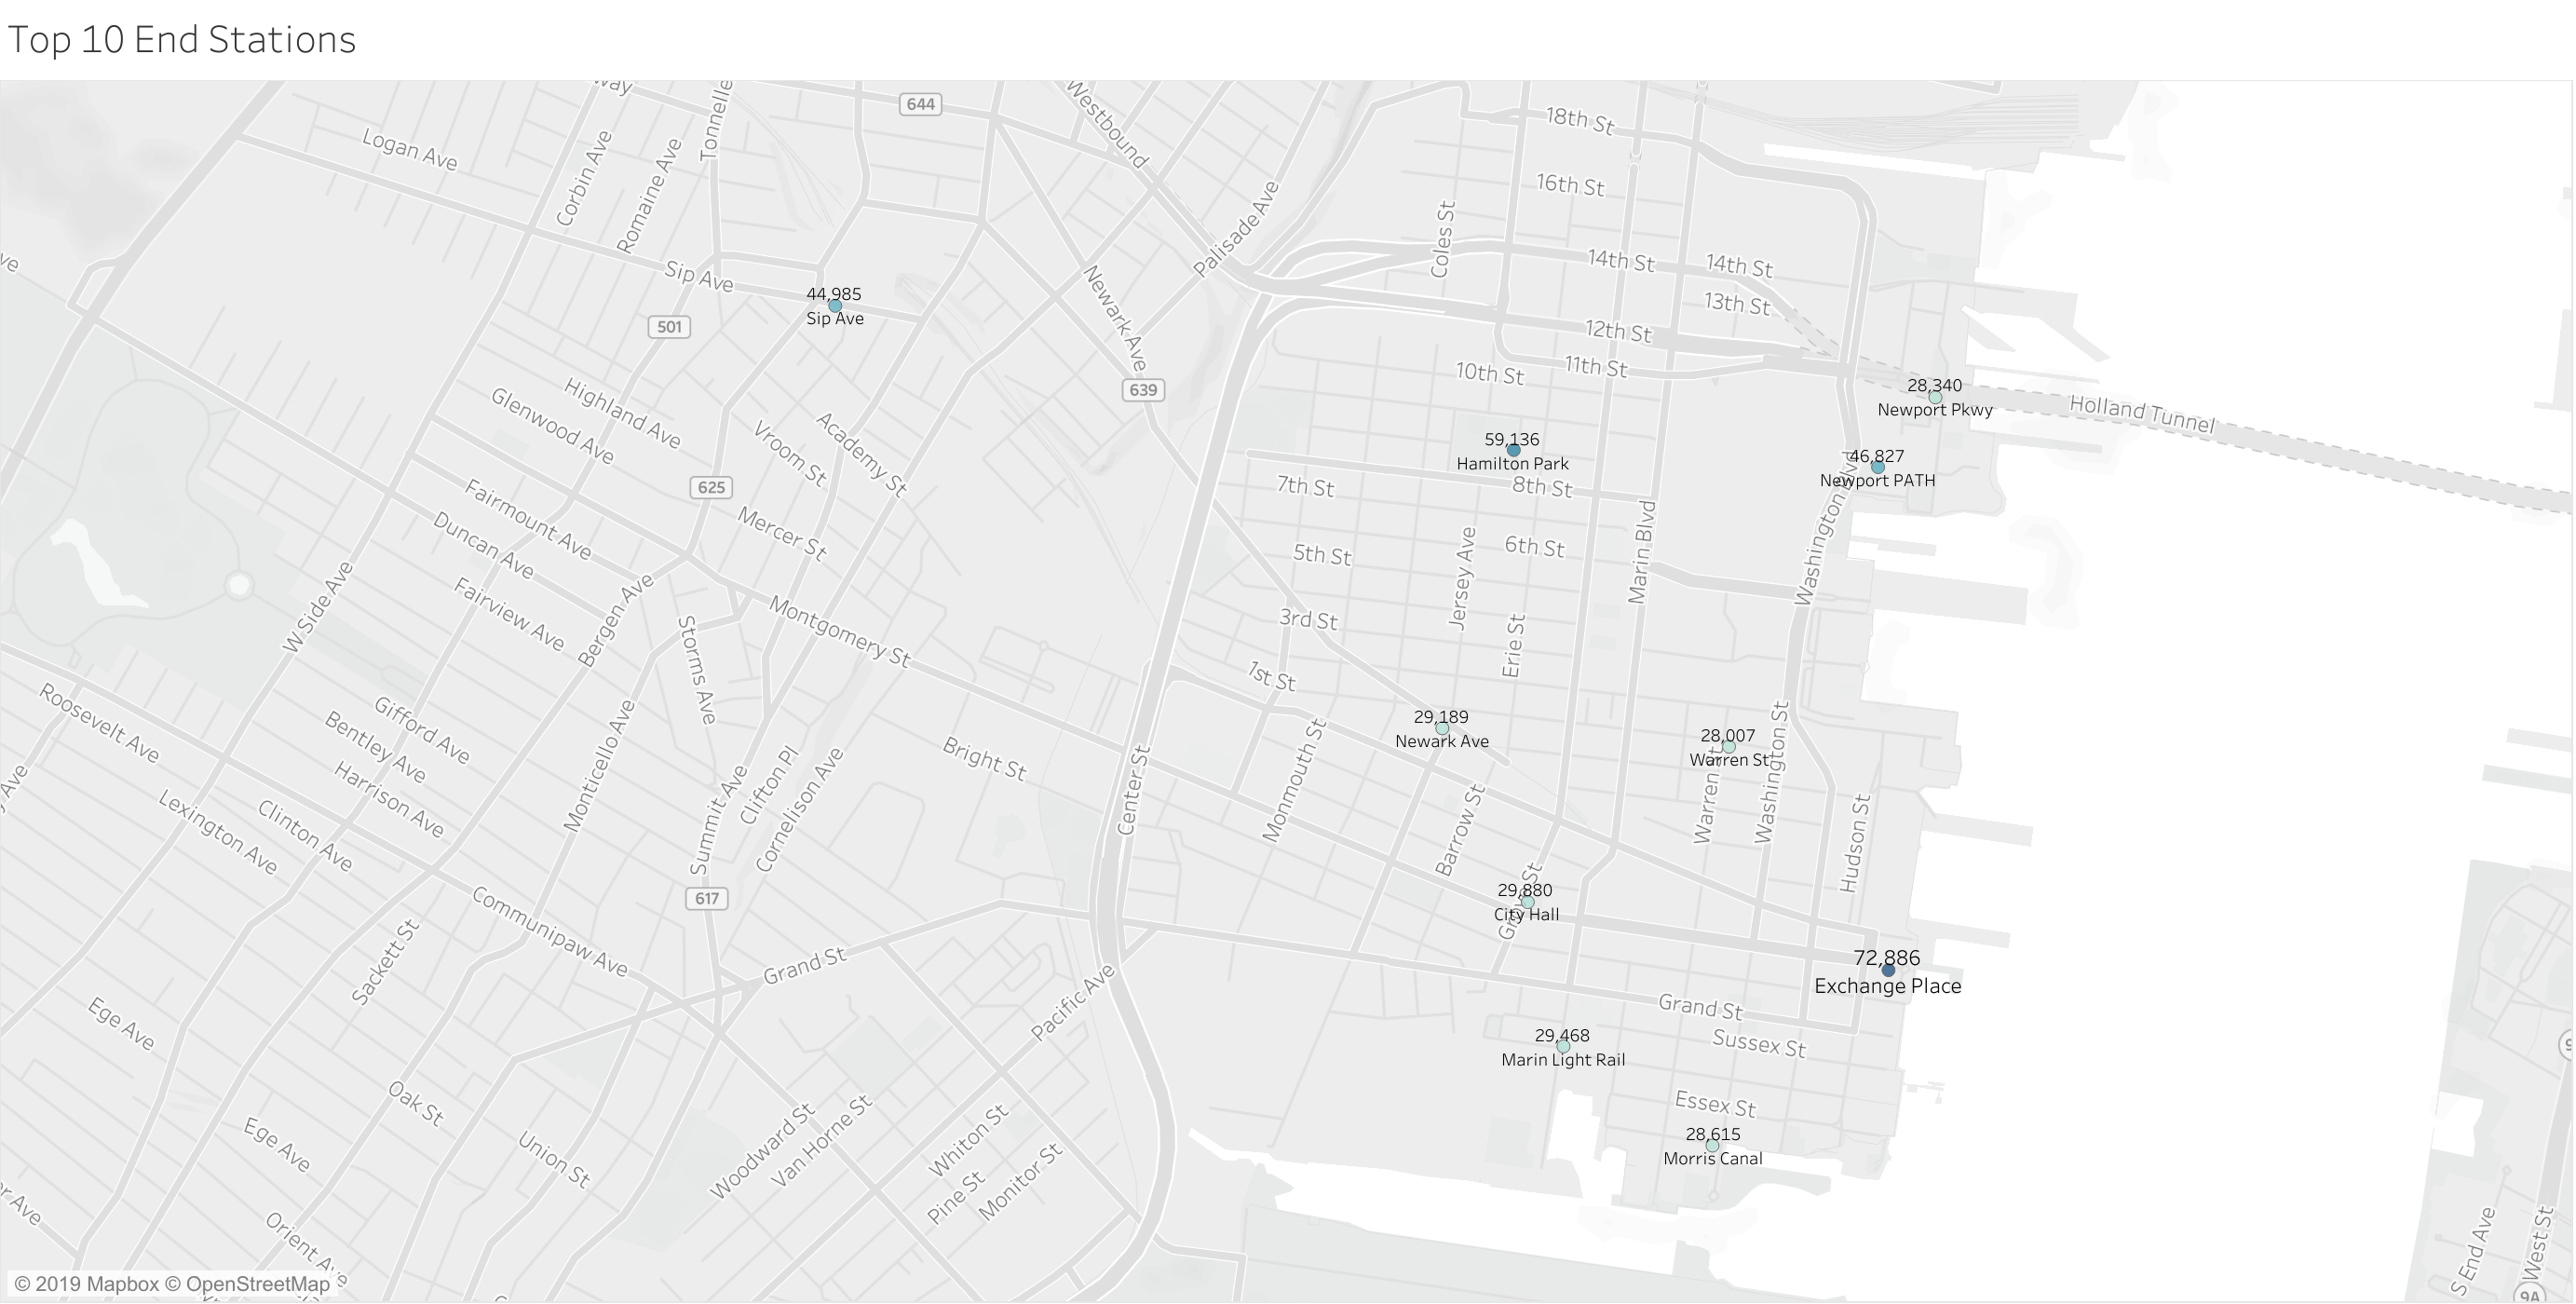 Top 10 End Stations
Way
Tonnelle
644
Westbound
18th St
Logan Ave
Corbin Ave
Romaine Ave
16th St
Palisade Ave
Coles St
Sip Ave
14th St
14th St
13th St
Newark Ave
44,985
Sip Ave
501
12th St
11th St
10th St
639
28,340
Newport Pkwy
Holland Tunnel
Highland Ave
Glenwood Ave
Vroom St
Academy St
59,136
Hamilton Park
46,827
Newport PATH
7th St
8th St
625
Fairmount Ave
Mercer St
Duncan Ave
Washington Blvd
Marin Blvd
5th St
6th St
Jersey Ave
Fairview Ave
W Side Ave
Bergen Ave
Montgomery St
Storms Ave
3rd St
Erie St
1st St
Roosevelt Ave
Gifford Ave
Bentley Ave
Harrison Ave
Monticello Ave
29,189
Newark Ave
28,007
Warren St
Bright St
Center St
Monmouth St
Warren St
Washington St
Hudson St
Ave
Lexington Ave
Clinton Ave
Summit Ave
Clifton Pl
Cornelison Ave
Barrow St
617
29,880
City Hall
Communipaw Ave
Sackett St
Grand St
72,886
Exchange Place
Pacific Ave
Grand St
Sussex St
Ege Ave
29,468
Marin Light Rail
Oak St
Essex St
Woodward St
Van Horne St
Whiton St
28,615
Morris Canal
Ege Ave
Union St
Pine St
Monitor St
Orient Ave
S End Ave
West St
© 2019 Mapbox © OpenStreetMap
9A